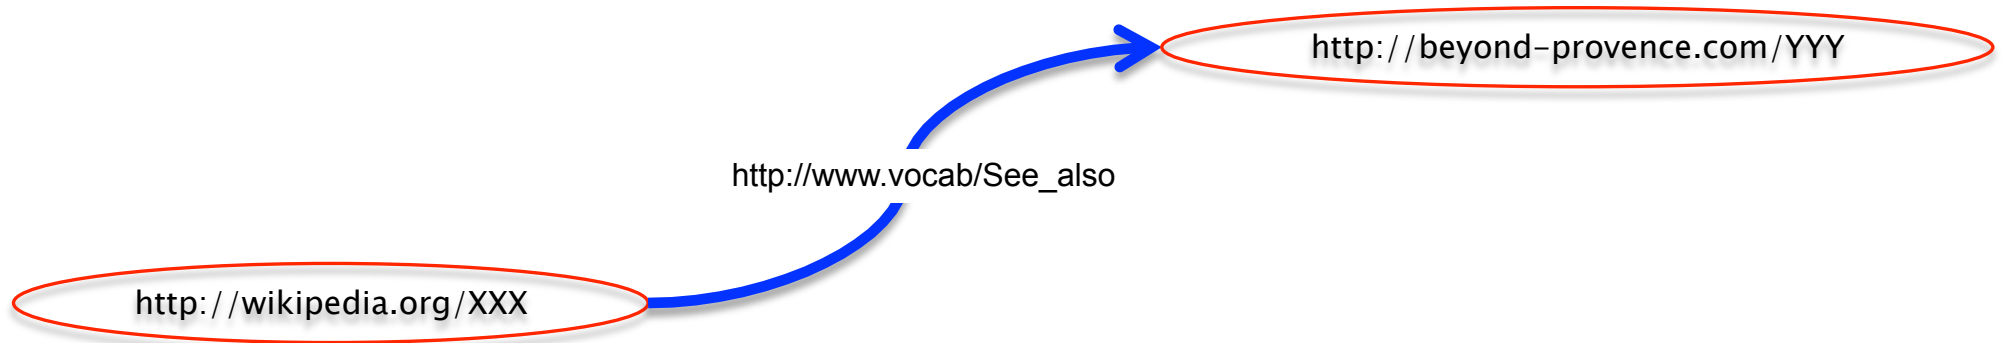 http://beyond-provence.com/YYY
http://www.vocab/See_also
http://wikipedia.org/XXX